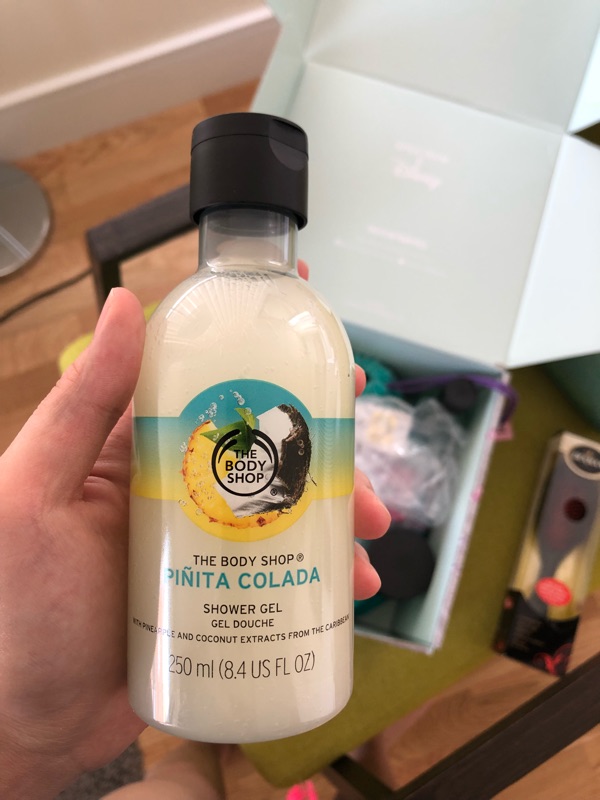 THE
BODY
SHOP®
THE BODY SHOP®
PIÑITA COLADA
SHOWER GEL
GEL DOUCHE
WITH PINEAPPLE AND COCONUT EXTRACTS FROM THE CARIBBEAN
250 ml (8.4 US FL OZ)
Disney